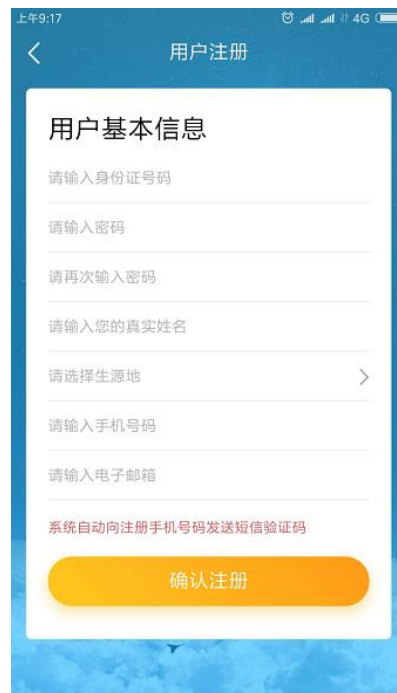 上午9:17
4G
用户注册
用户基本信息
请输入身份证号码
请输入密码
请再次输入密码
请输入您的真实姓名
请选择生源地
请输入手机号码
请输入电子邮箱
系统自动向注册手机号码发送短信验证码
确认注册